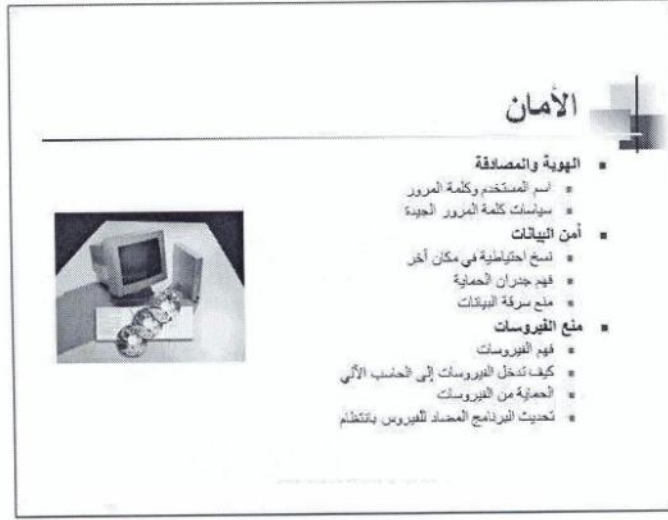 الأمان
الهوية والمصادقة
اسم المستخدم وكلمة المرور
سياسات كلمة المرور الجيدة
أمن البيانات
نسخ احتياطية في مكان أخر
فهم جدران الحماية
منع سرقة البيانات
منع الفيروسات
فهم الفيروسات
كيف تدخل الفيروسات إلى الحاسب الآلي
الحماية من الفيروسات
تحديث البرنامج المضاد للفيروس بانتظام